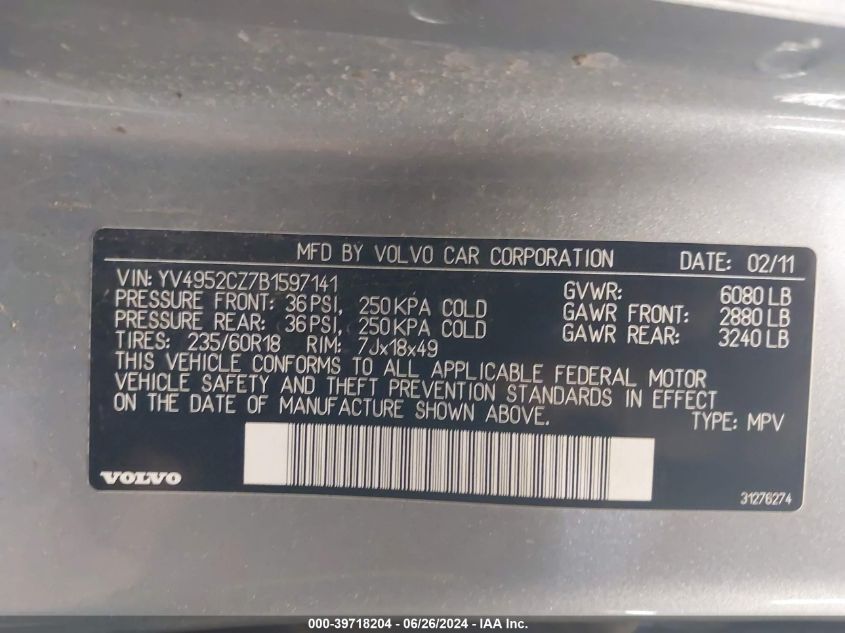 MFD BY VOLVO CAR CORPORATION DATE: 02/11
VIN: YV4952CZ7B1597141 GVWR: 6080 LB
PRESSURE FRONT: 36 PSI, 250 KPA COLD GAWR FRONT: 2880 LB
PRESSURE REAR: 36 PSI, 250 KPA COLD GAWR REAR: 3240 LB
TIRES: 235/60R18 RIM: 7Jx18x49
THIS VEHICLE CONFORMS TO ALL APPLICABLE FEDERAL MOTOR
VEHICLE SAFETY AND THEFT PREVENTION STANDARDS IN EFFECT
ON THE DATE OF MANUFACTURE SHOWN ABOVE. TYPE: MPV
VOLVO 31276274
000-39718204 - 06/26/2024 - IAA Inc.